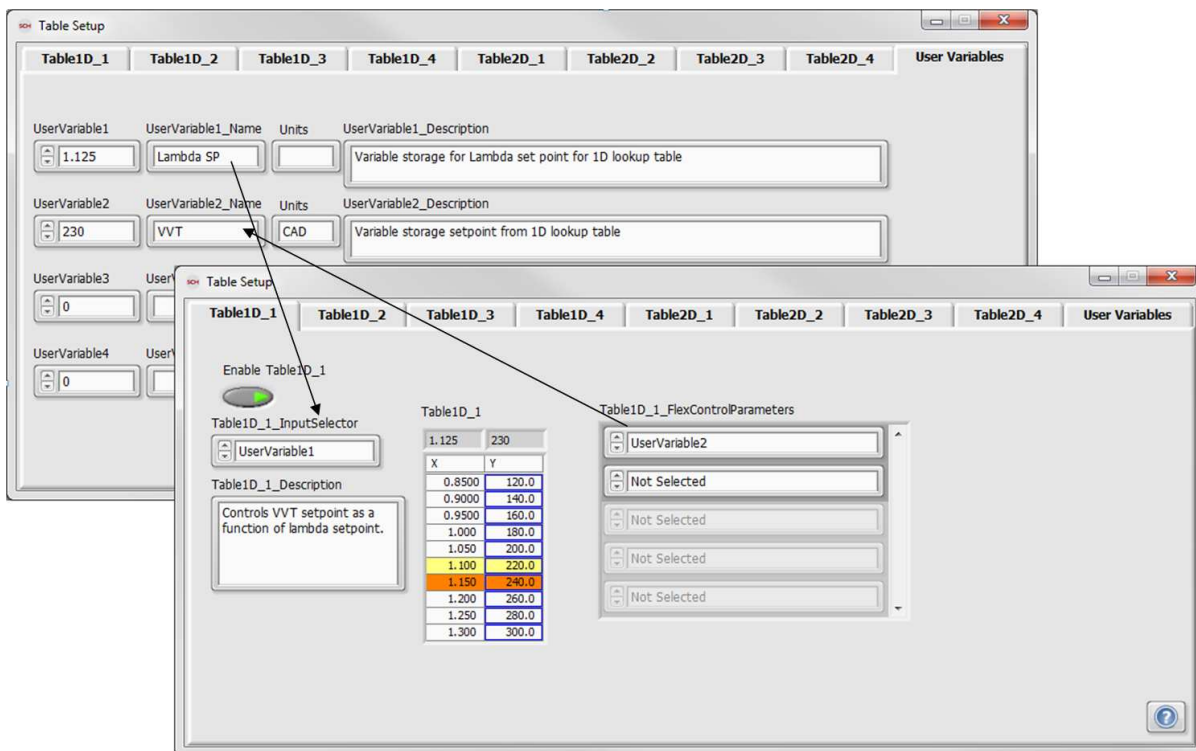 SCH Table Setup
Table1D_1 Table1D_2 Table1D_3 Table1D_4 Table2D_1 Table2D_2 Table2D_3 Table2D_4 User Variables
UserVariable1 UserVariable1_Name Units UserVariable1_Description
1.125 Lambda SP Variable storage for Lambda set point for 1D lookup table
UserVariable2 UserVariable2_Name Units UserVariable2_Description
230 VVT CAD Variable storage setpoint from 1D lookup table
UserVariable3
0
UserVariable4
0
SCH Table Setup
Table1D_1 Table1D_2 Table1D_3 Table1D_4 Table2D_1 Table2D_2 Table2D_3 Table2D_4 User Variables
Enable Table1D_1
Table1D_1_InputSelector
UserVariable1
Table1D_1_Description
Controls VVT setpoint as a
function of lambda setpoint.
Table1D_1
1.125 230
X Y
0.8500 120.0
0.9000 140.0
0.9500 160.0
1.000 180.0
1.050 200.0
1.100 220.0
1.150 240.0
1.200 260.0
1.250 280.0
1.300 300.0
Table1D_1_FlexControlParameters
UserVariable2
Not Selected
Not Selected
Not Selected
Not Selected
?